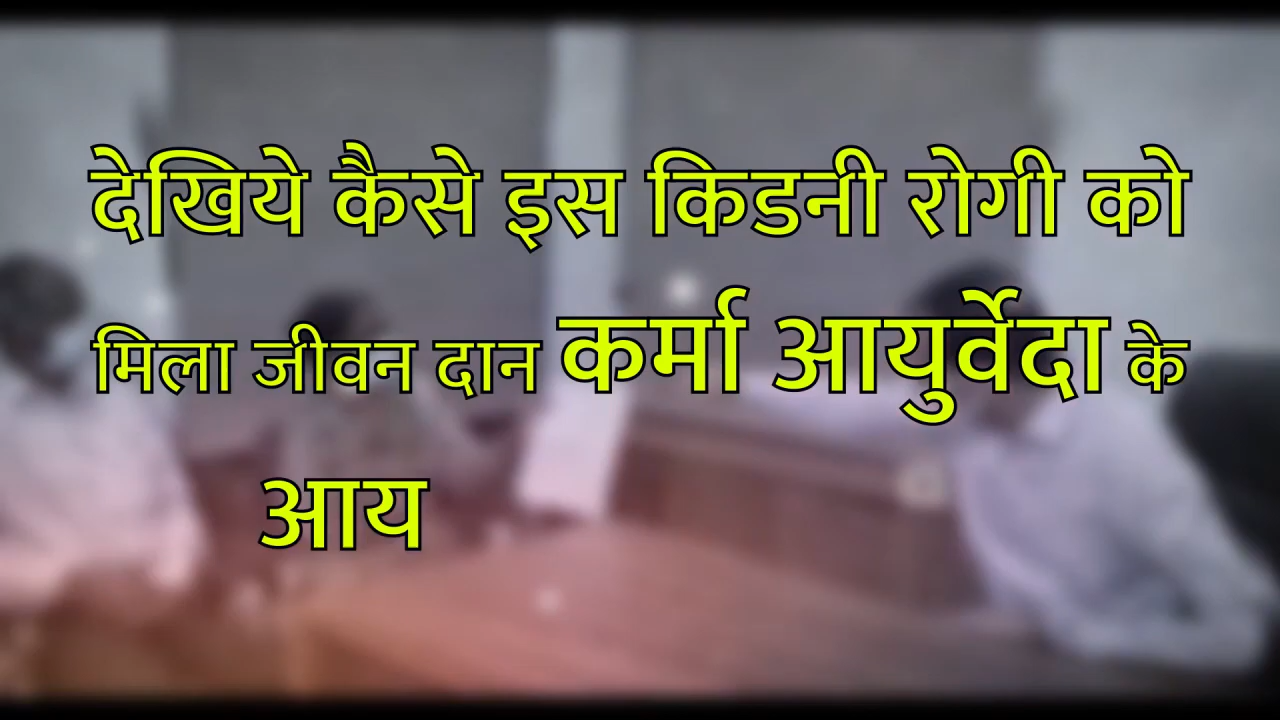 देखिये कैसे इस किडनी रोगी को
मिला जीवन दान कर्मा आयुर्वेदा के
आय